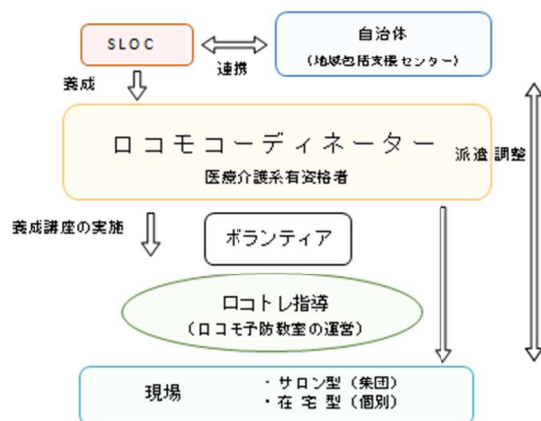 SLOC
連携
自治体
(地域包括支援センター)
養成
ロコモコーディネーター
医療介護系有資格者
派遣調整
養成講座の実施
ボランティア
ロコトレ指導
(ロコモ予防教室の運営)
現場
・サロン型(集団)
・在宅型(個別)